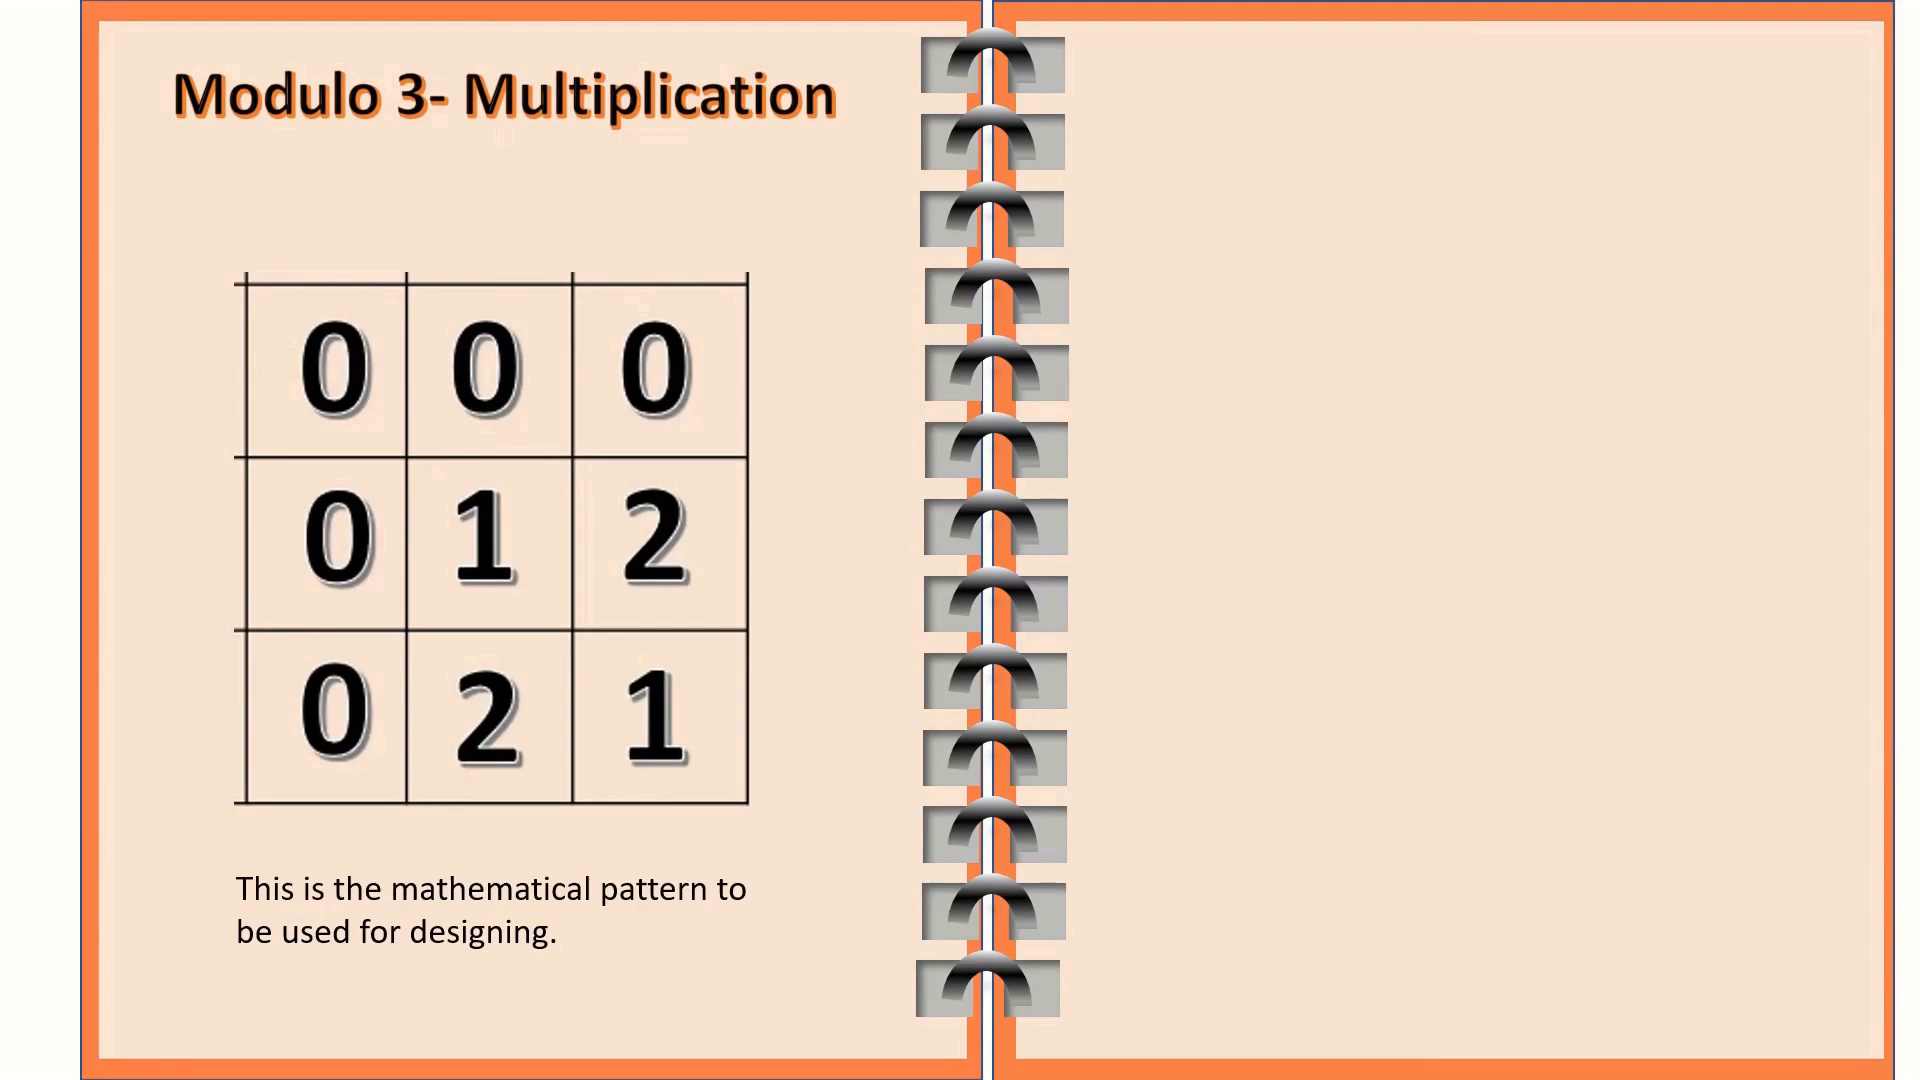 Modulo 3- Multiplication
0 0 0
0 1 2
0 2 1
This is the mathematical pattern to
be used for designing.